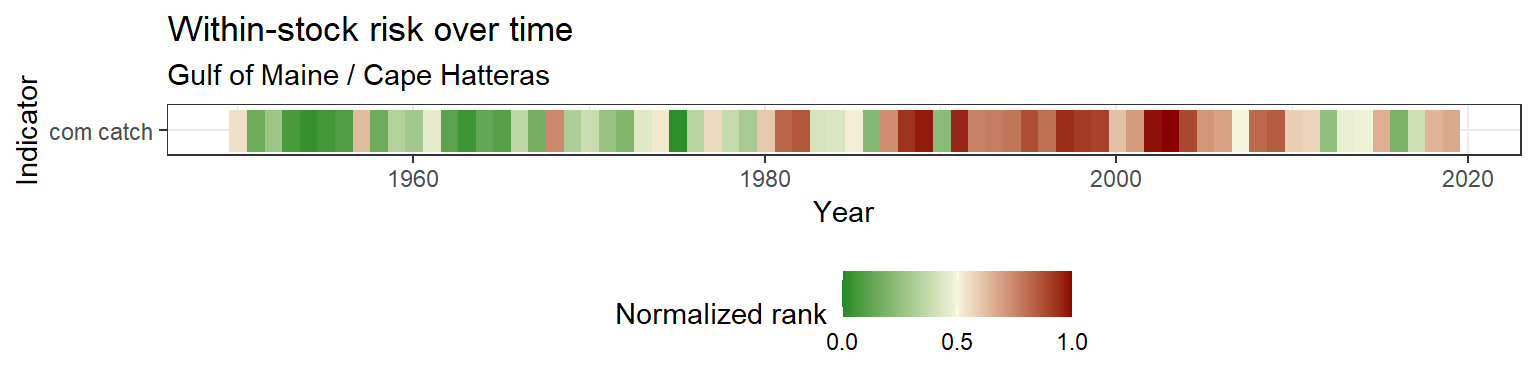 Within-stock risk over time
Gulf of Maine / Cape Hatteras
Indicator
com catch
1960 1980 2000 2020
Year
Normalized rank
0.0 0.5 1.0